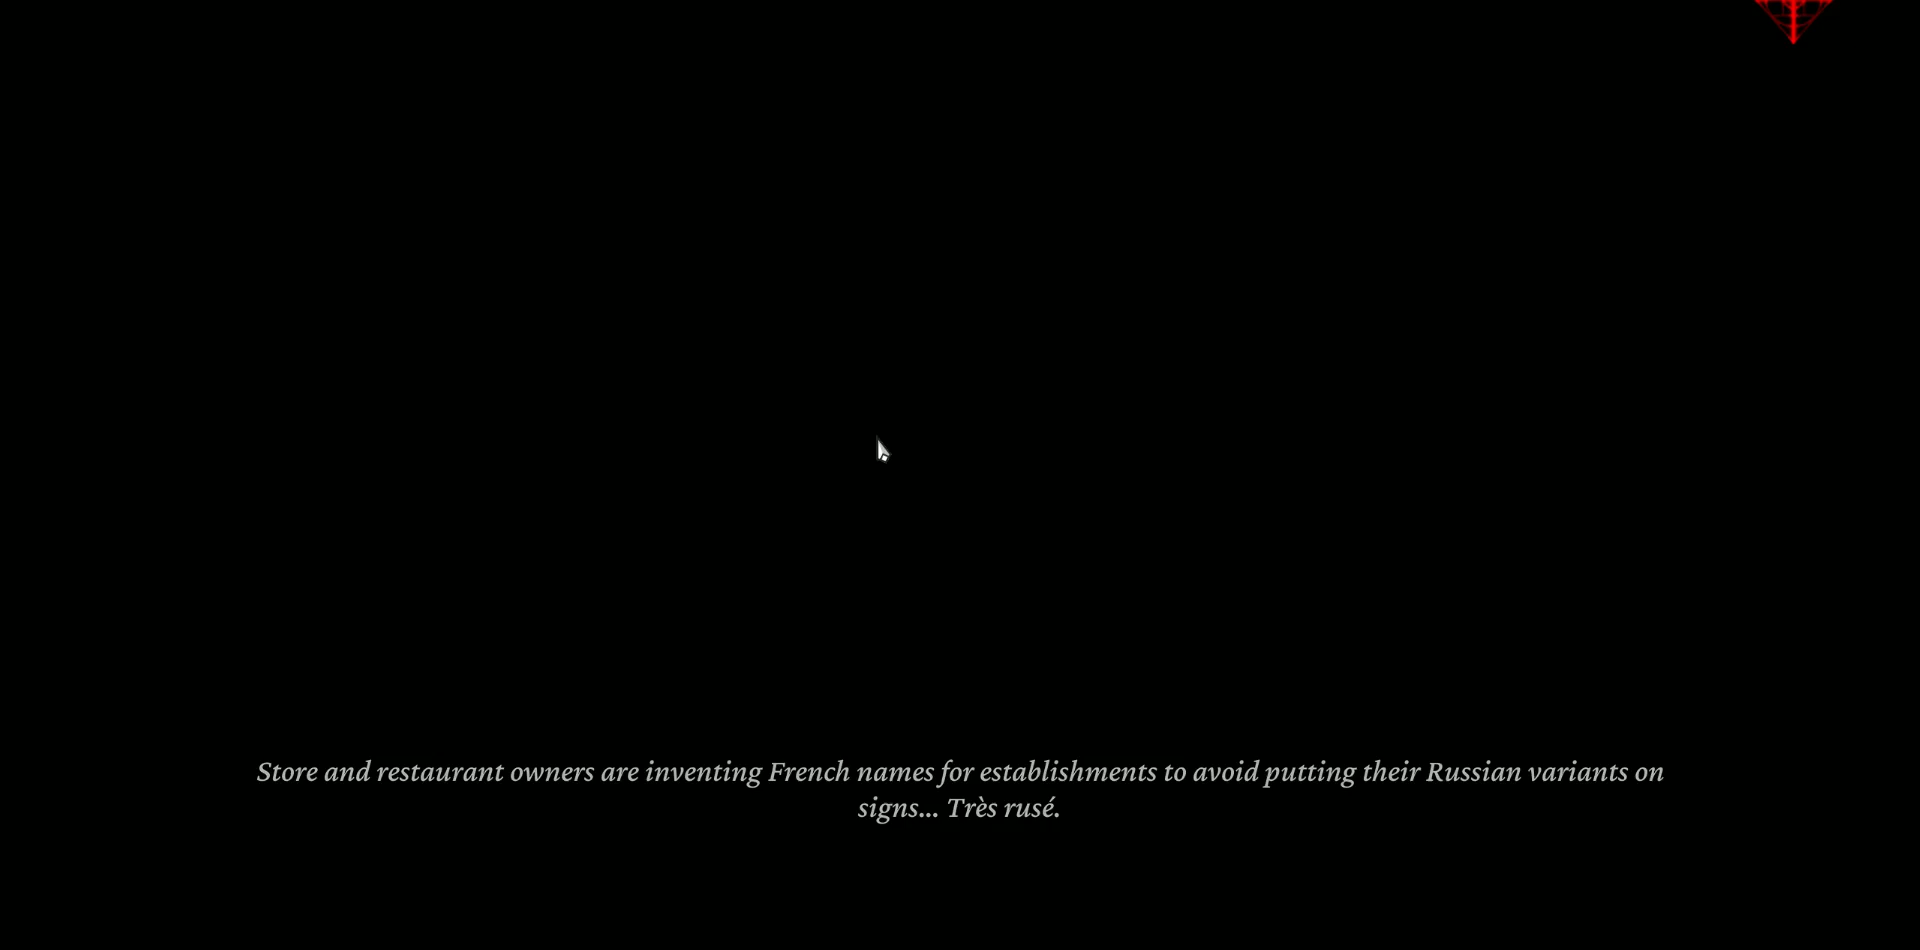 Store and restaurant owners are inventing French names for establishments to avoid putting their Russian variants on
signs... Très rusé.